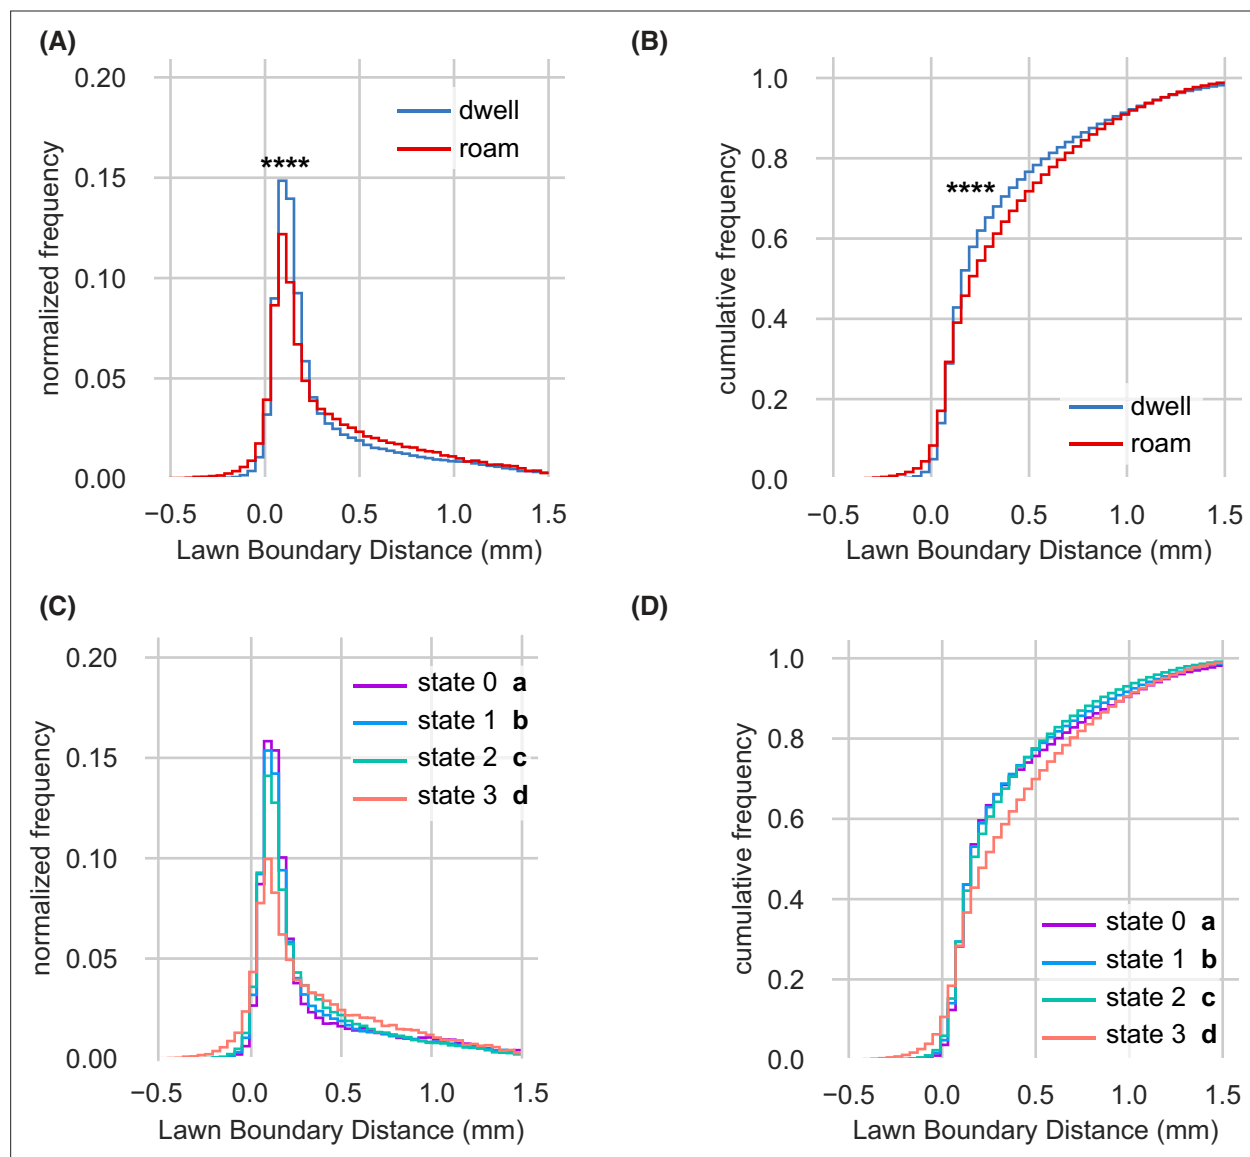 (A)
normalized frequency
0.20
0.15
0.10
0.05
0.00
dwell
roam
****
−0.5 0.0 0.5 1.0 1.5
Lawn Boundary Distance (mm)
(B)
cumulative frequency
1.0
0.8
0.6
0.4
0.2
0.0
****
dwell
roam
−0.5 0.0 0.5 1.0 1.5
Lawn Boundary Distance (mm)
(C)
normalized frequency
0.20
0.15
0.10
0.05
0.00
state 0 a
state 1 b
state 2 c
state 3 d
−0.5 0.0 0.5 1.0 1.5
Lawn Boundary Distance (mm)
(D)
cumulative frequency
1.0
0.8
0.6
0.4
0.2
0.0
state 0 a
state 1 b
state 2 c
state 3 d
−0.5 0.0 0.5 1.0 1.5
Lawn Boundary Distance (mm)